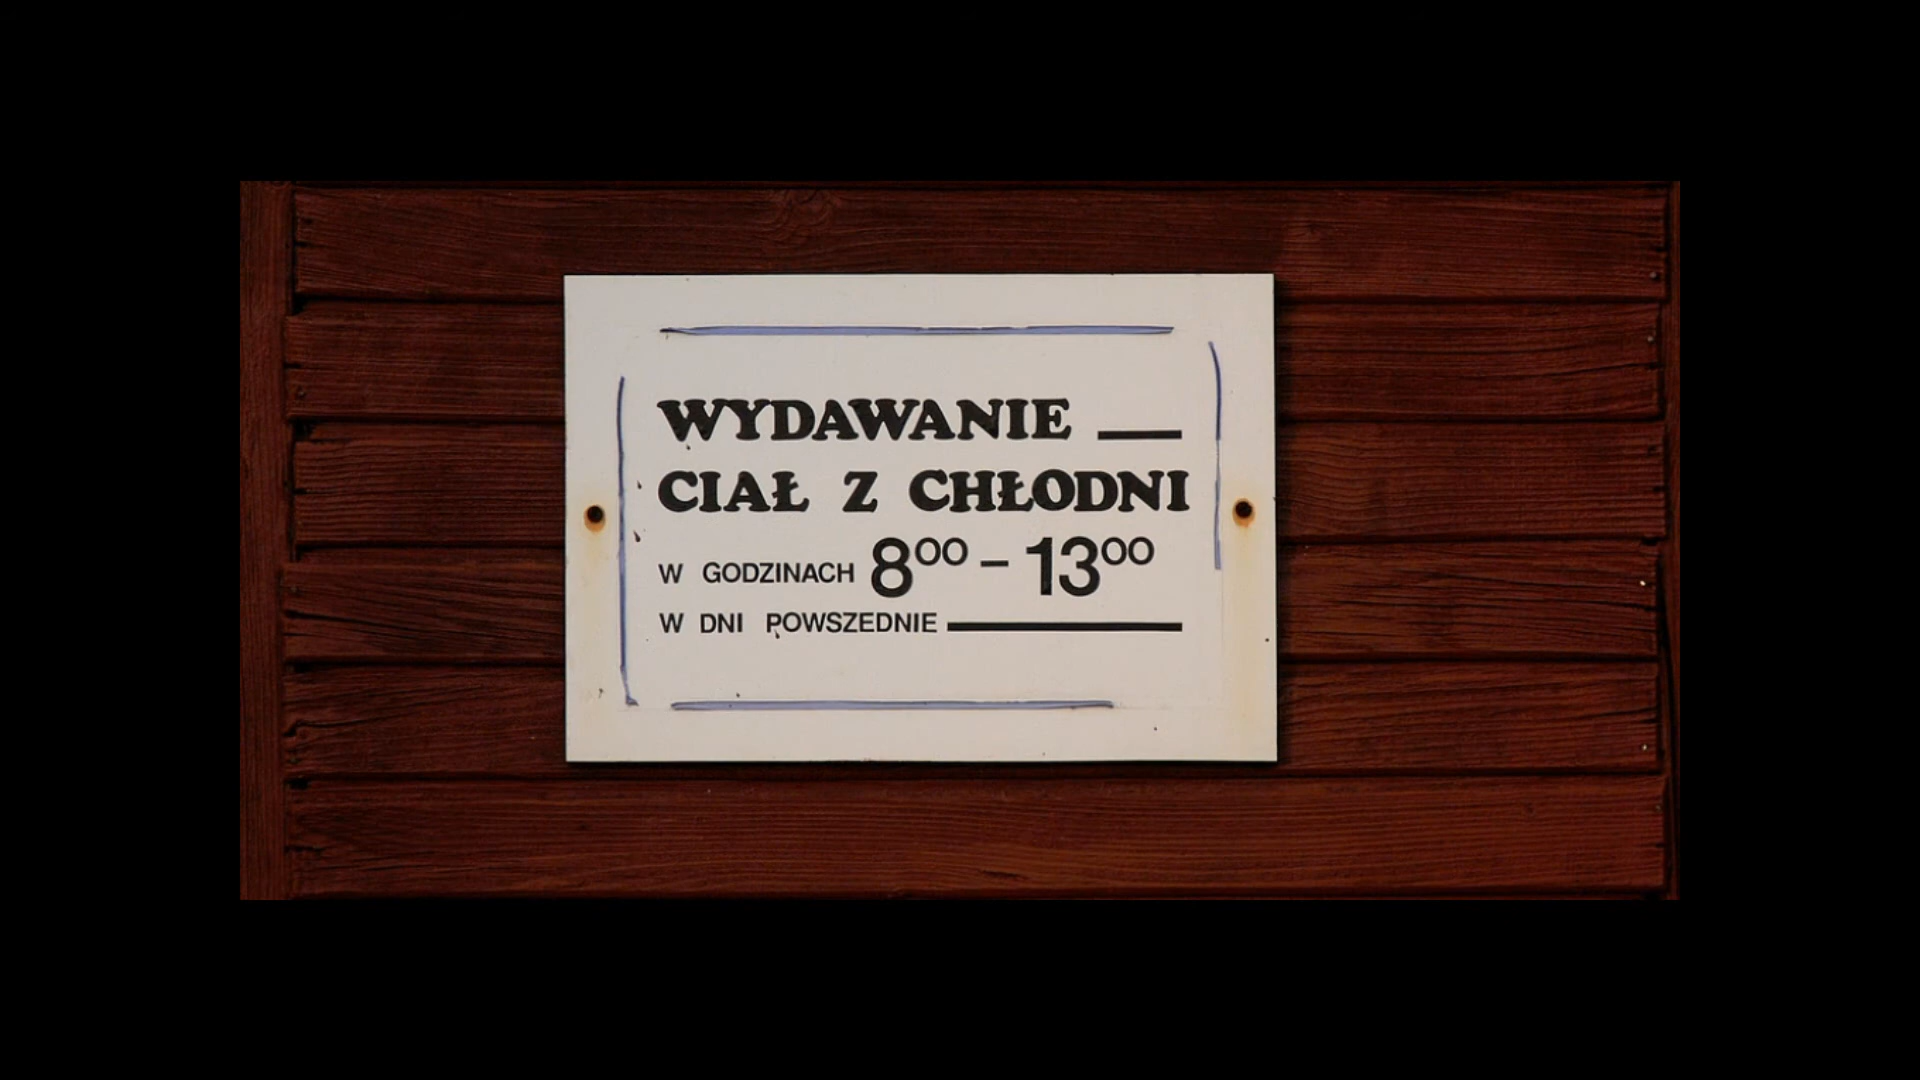 WYDAWANIE
CIAŁ Z CHŁODNI
W GODZINACH 8⁰⁰ – 13⁰⁰
W DNI POWSZEDNIE